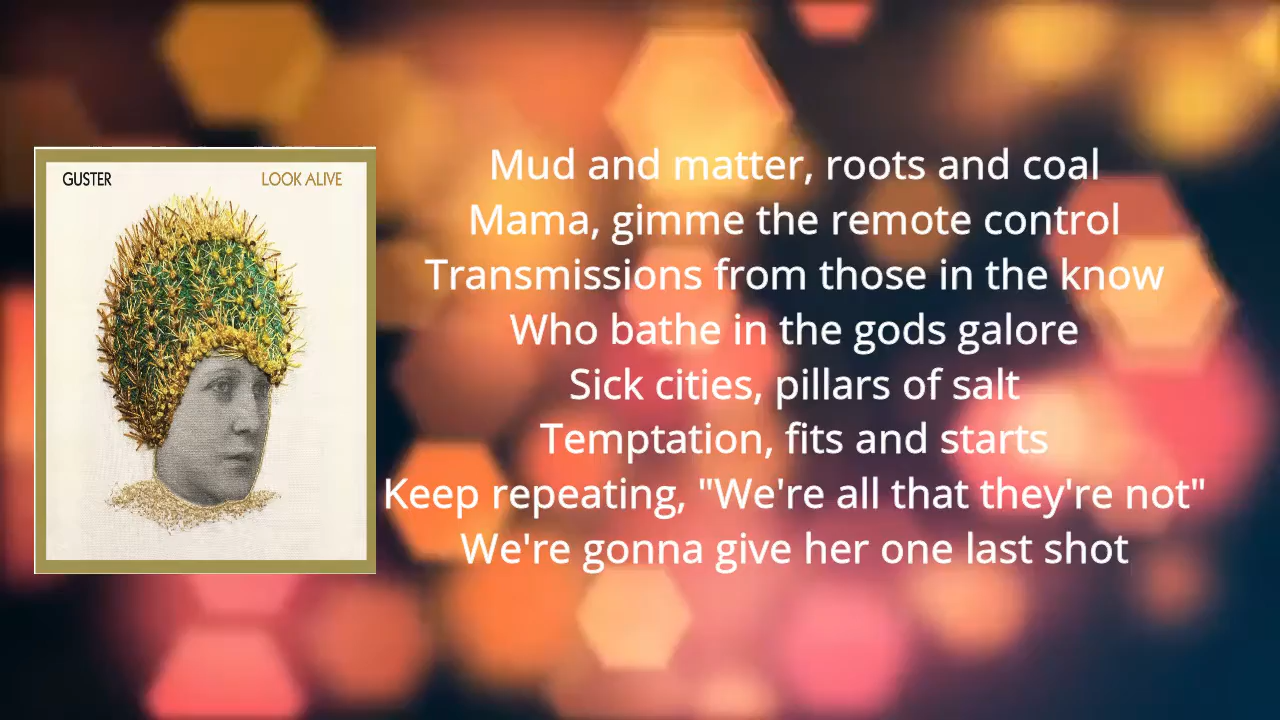 GUSTER
LOOK ALIVE
Mud and matter, roots and coal
Mama, gimme the remote control
Transmissions from those in the know
Who bathe in the gods galore
Sick cities, pillars of salt
Temptation, fits and starts
Keep repeating, "We're all that they're not"
We're gonna give her one last shot